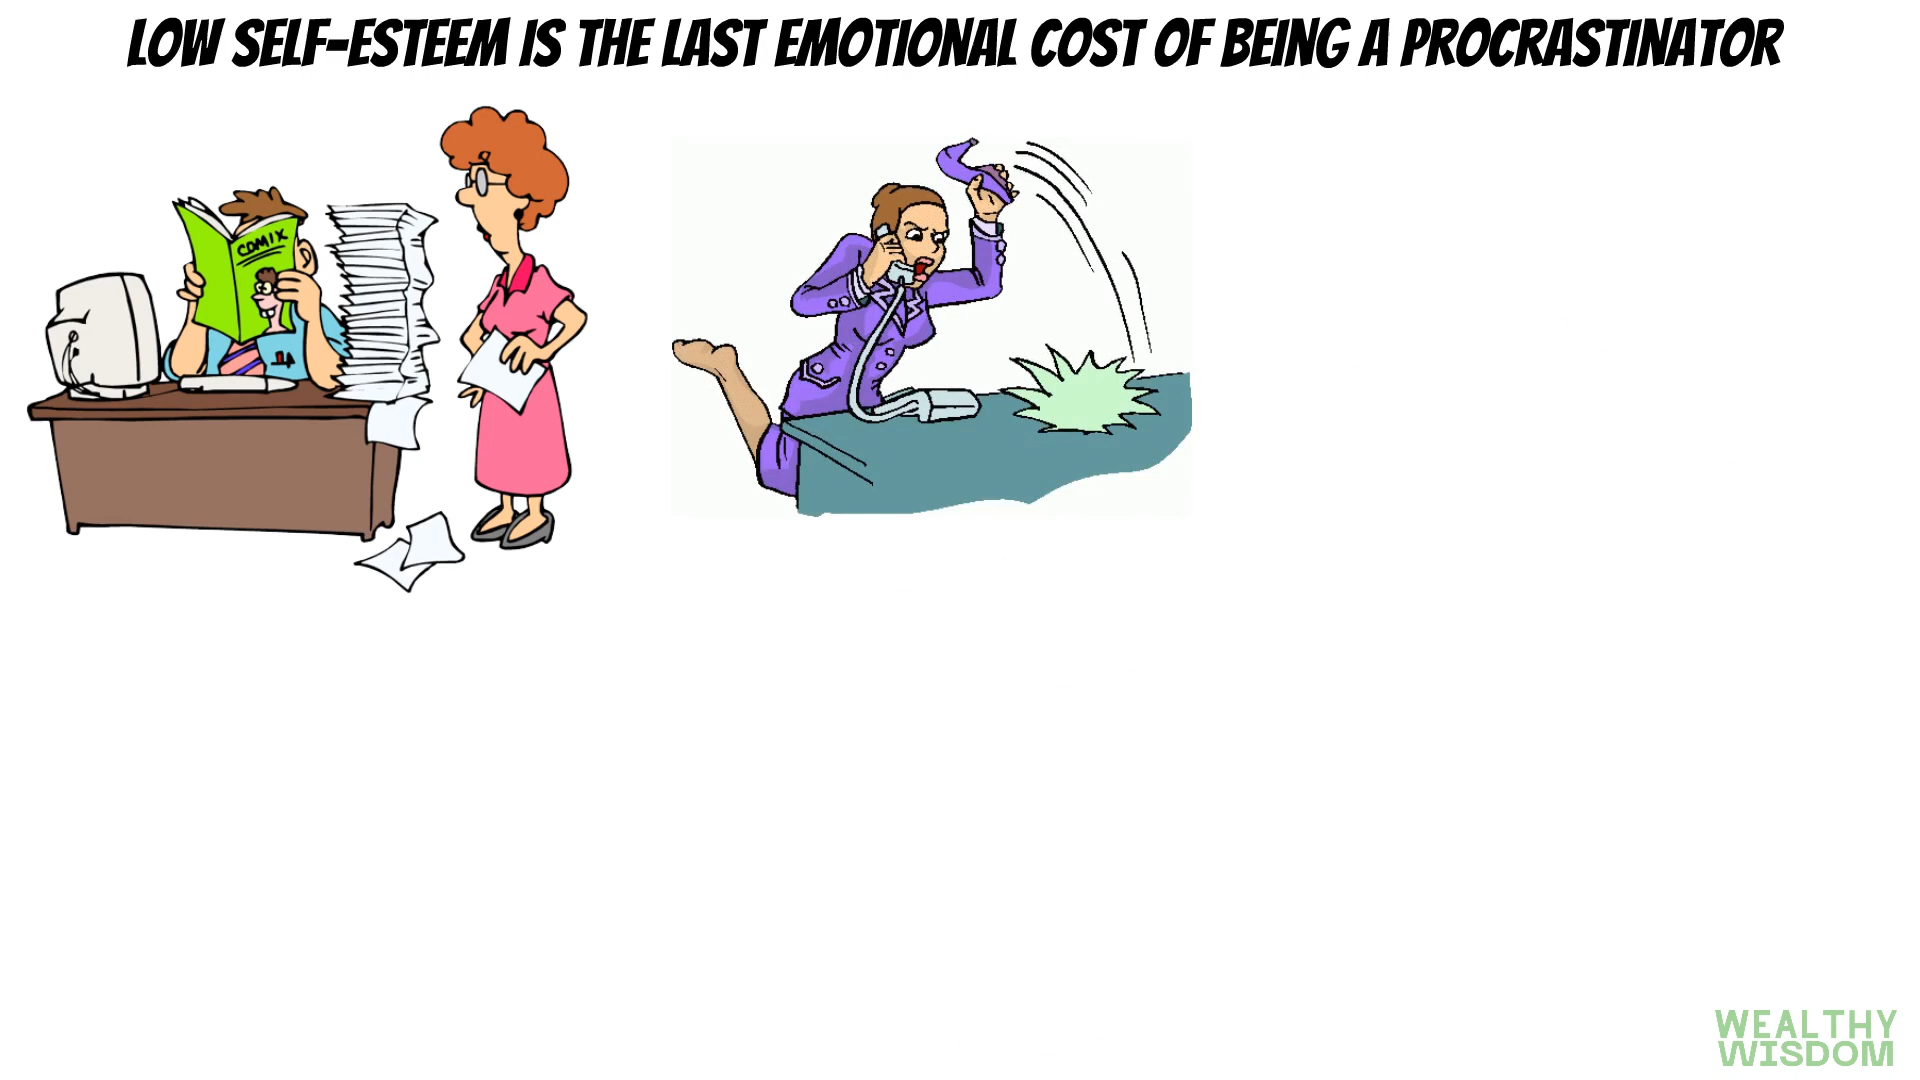 LOW SELF-ESTEEM IS THE LAST EMOTIONAL COST OF BEING A PROCRASTINATOR
COMIX
WEALTHY
WISDOM